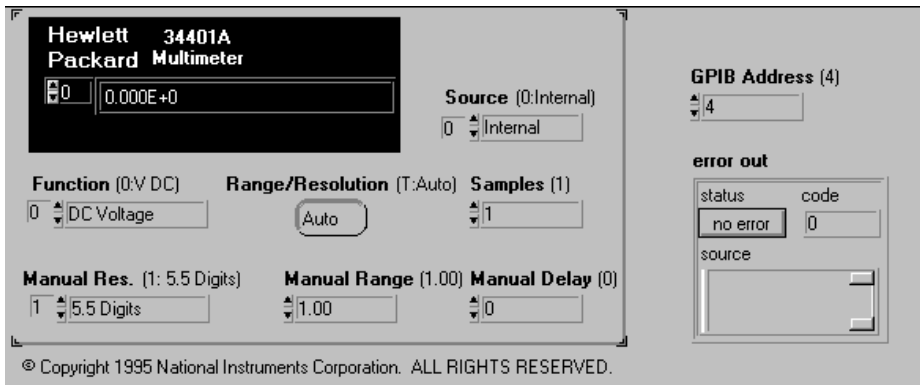 Hewlett 34401A
Packard Multimeter
0 0.000E+0
Source (0:Internal)
0 Internal
GPIB Address (4)
4
Function (0:V DC) Range/Resolution (T:Auto) Samples (1)
0 DC Voltage Auto 1
Manual Res. (1: 5.5 Digits) Manual Range (1.00) Manual Delay (0)
1 5.5 Digits 1.00 0
error out
status code
no error 0
source
© Copyright 1995 National Instruments Corporation. ALL RIGHTS RESERVED.